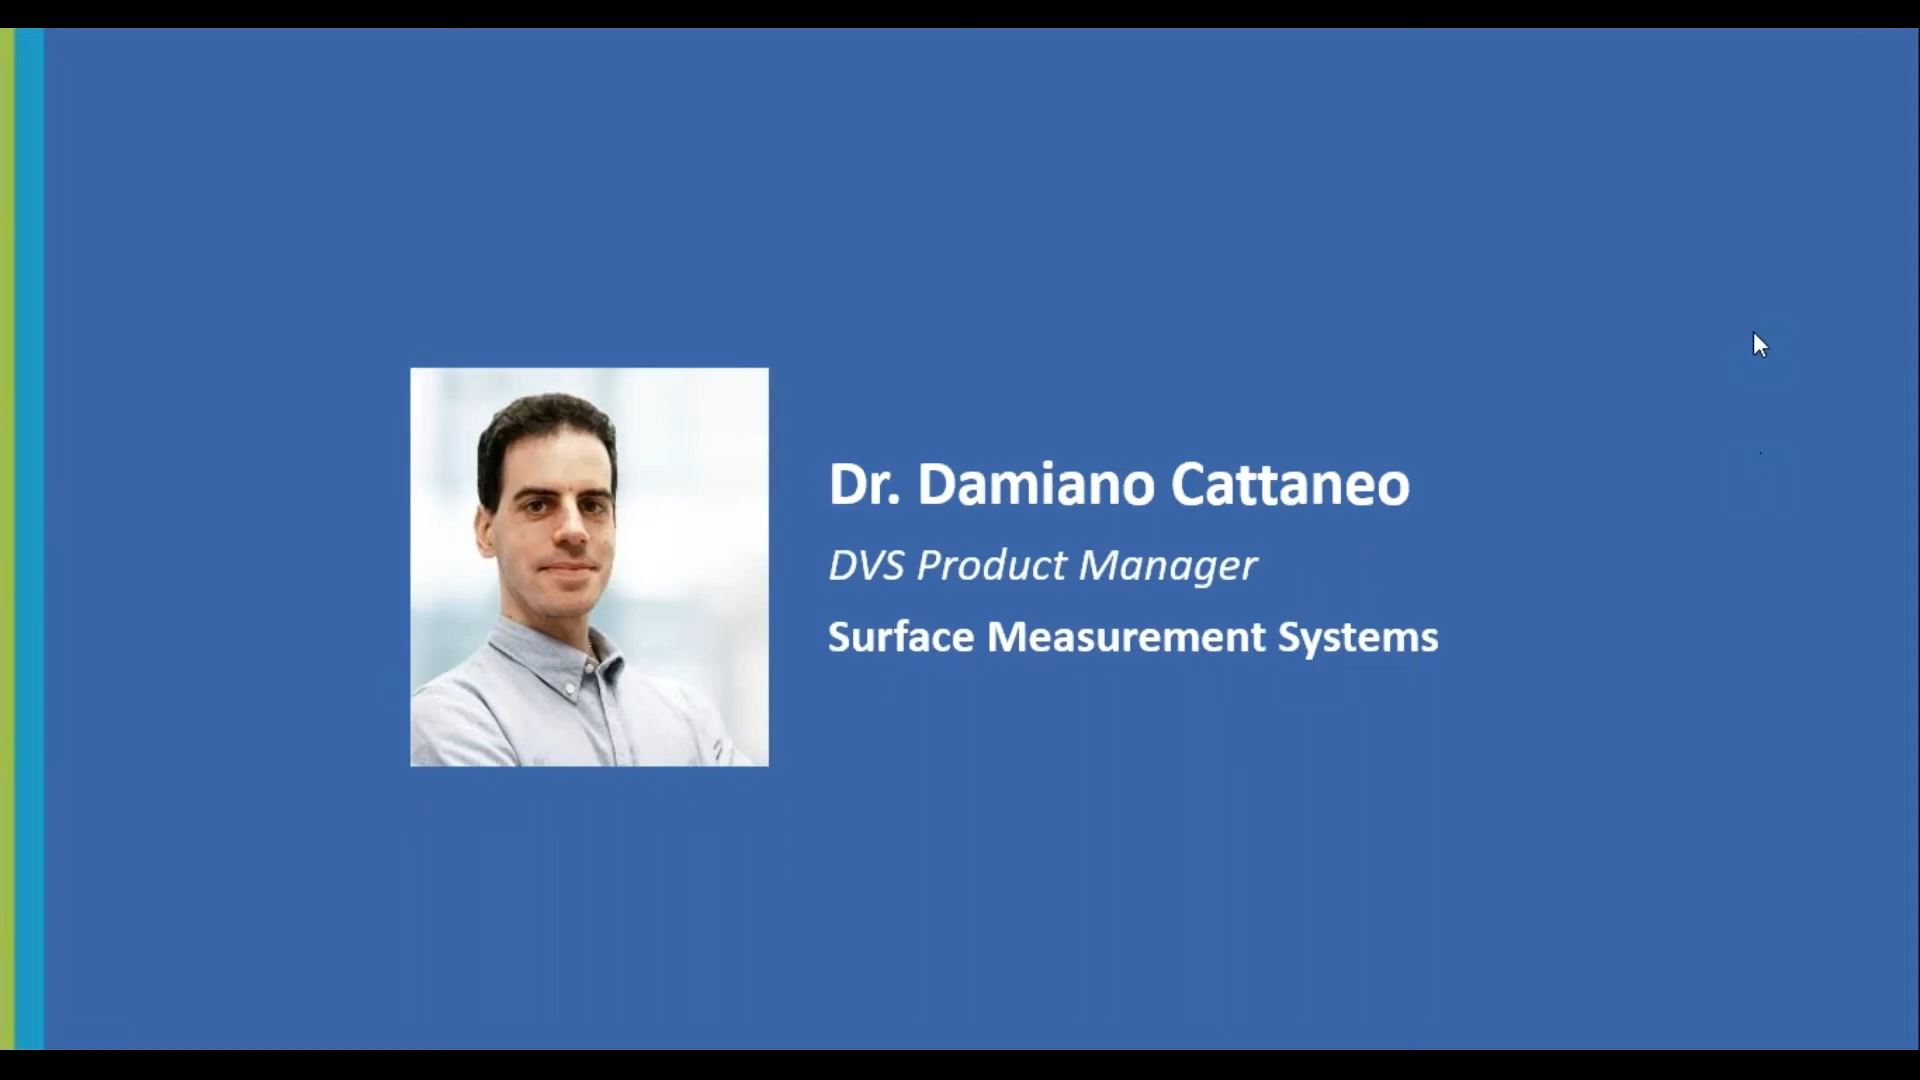 Dr. Damiano Cattaneo
DVS Product Manager
Surface Measurement Systems